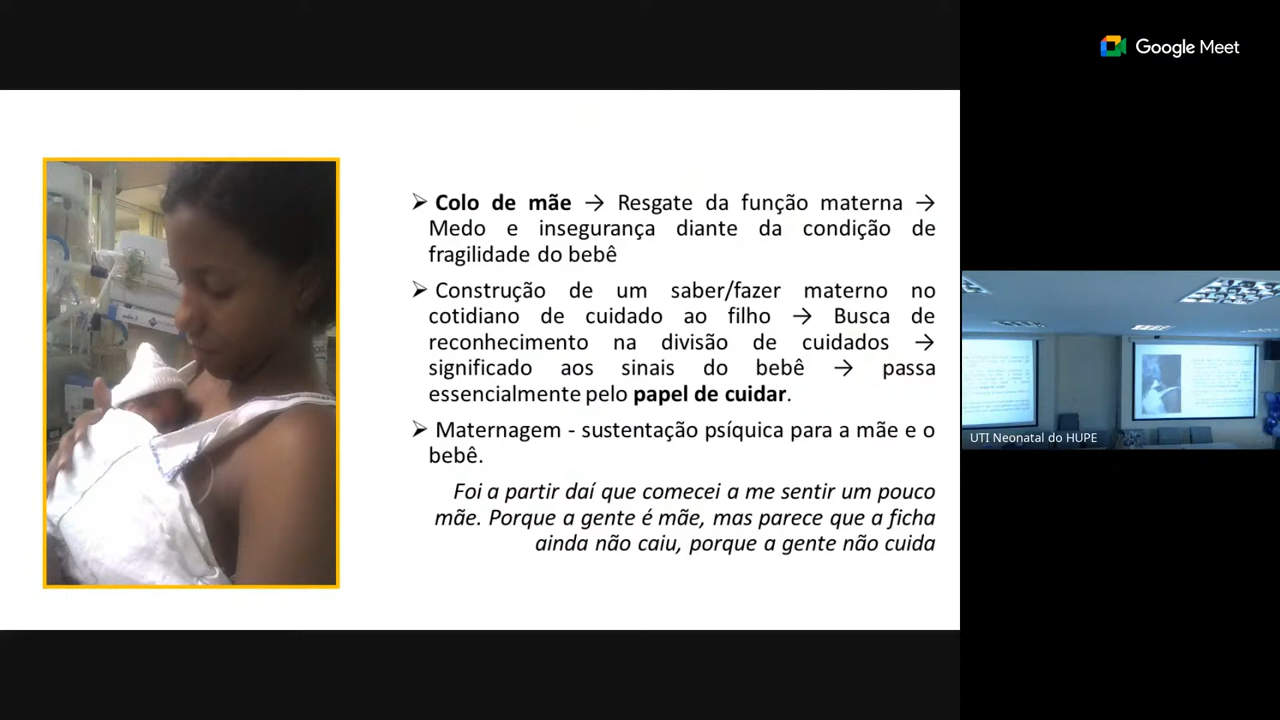 Google Meet
➢ Colo de mãe → Resgate da função materna →
Medo e insegurança diante da condição de
fragilidade do bebê
➢ Construção de um saber/fazer materno no
cotidiano de cuidado ao filho → Busca de
reconhecimento na divisão de cuidados →
significado aos sinais do bebê → passa
essencialmente pelo papel de cuidar.
➢ Maternagem - sustentação psíquica para a mãe e o
bebê.
Foi a partir daí que comecei a me sentir um pouco
mãe. Porque a gente é mãe, mas parece que a ficha
ainda não caiu, porque a gente não cuida
UTI Neonatal do HUPE